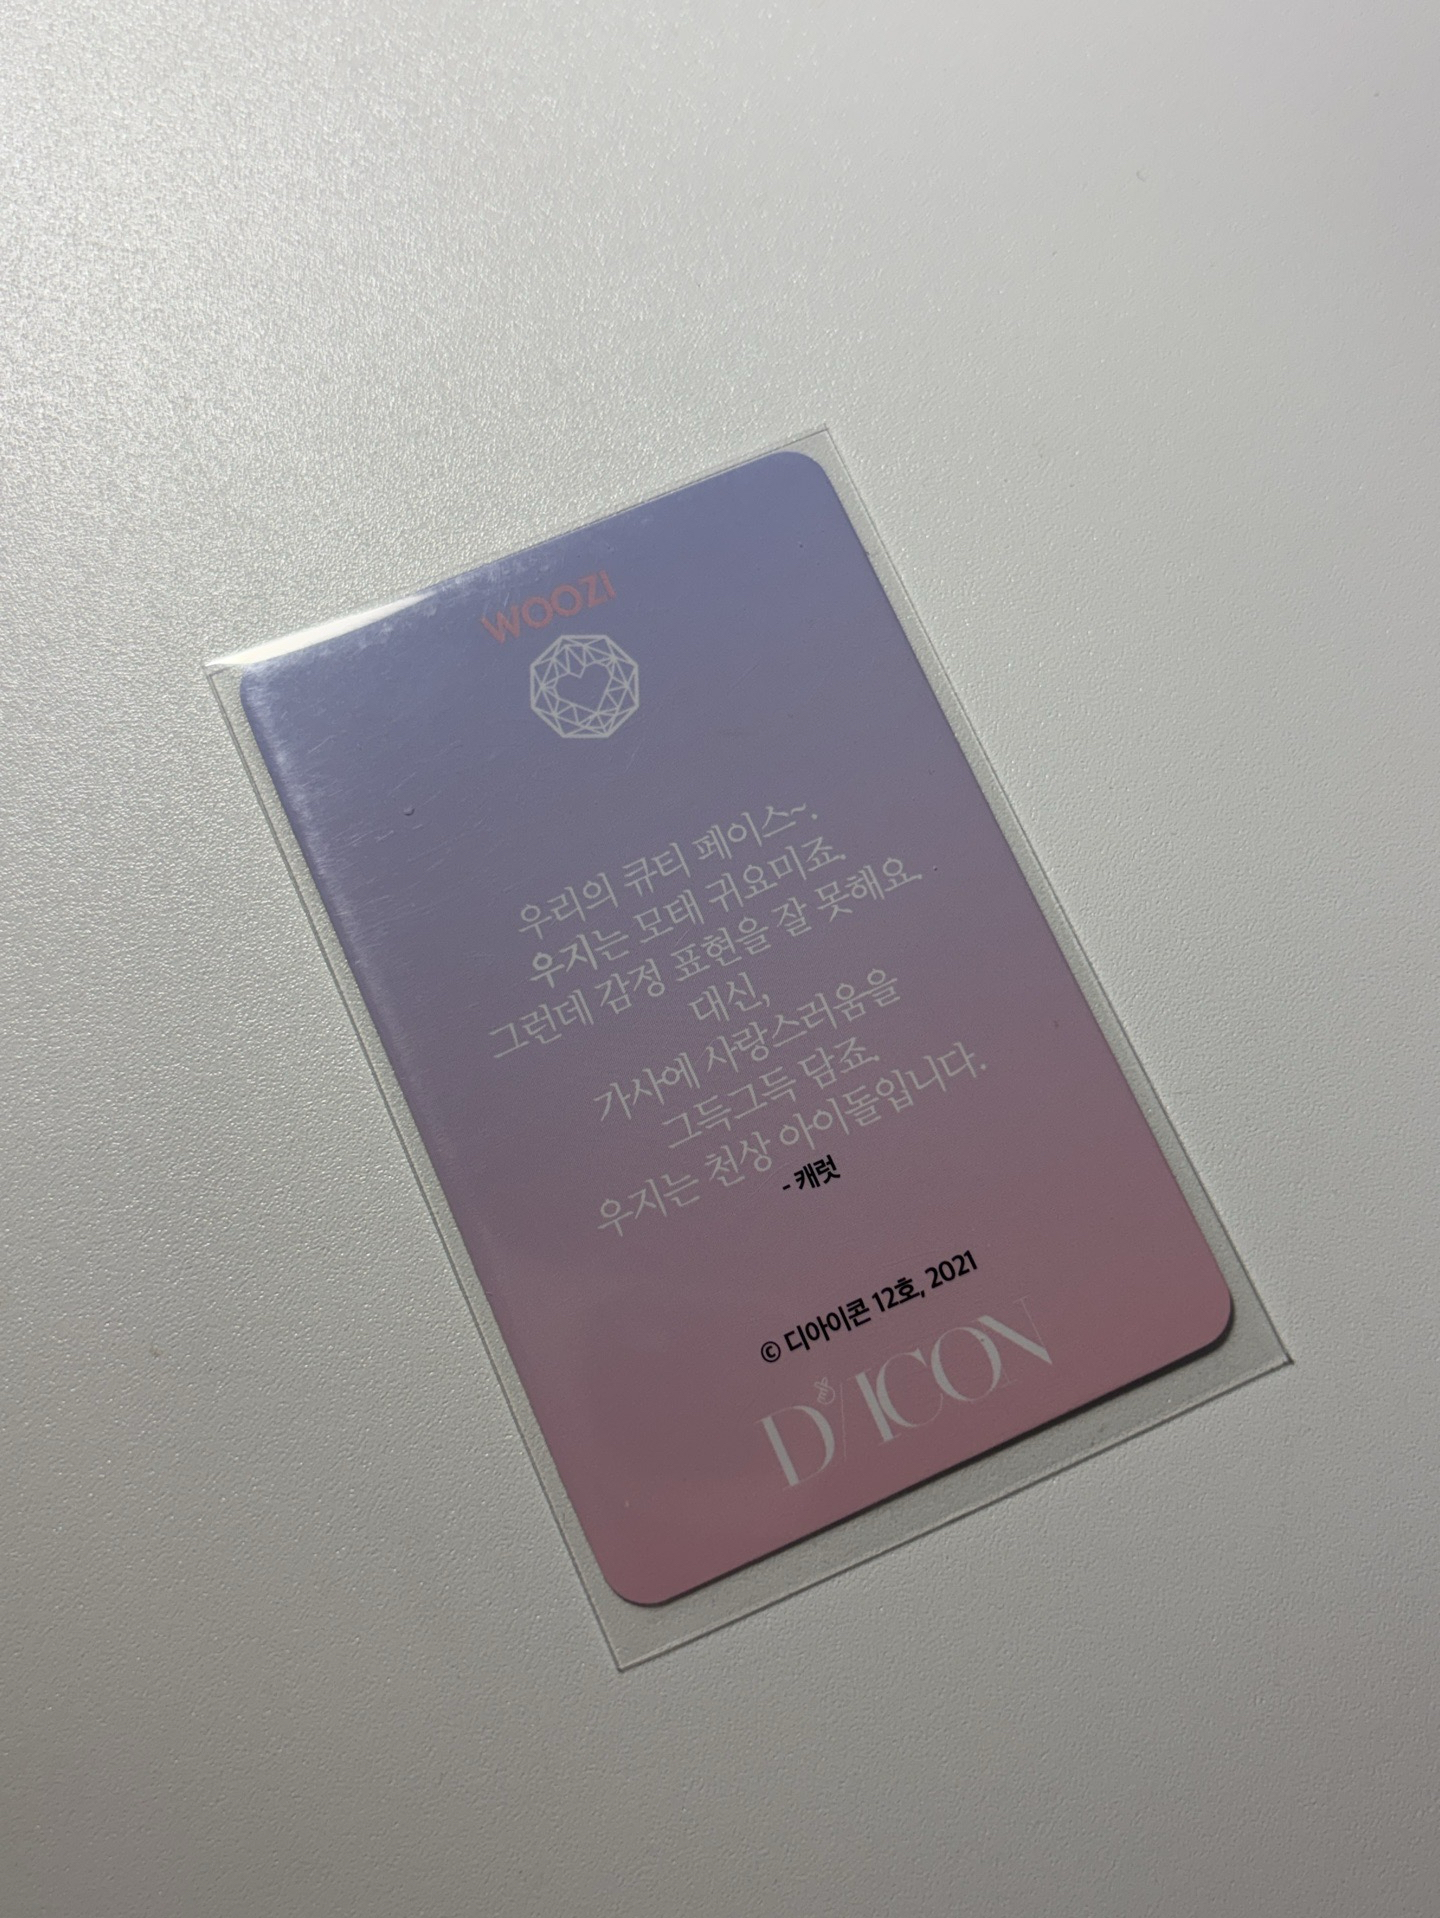 WOOZI
우리의 큐티 페이스~.
우지는 모태 귀요미죠.
그런데 감정 표현을 잘 못해요.
대신,
가사에 사랑스러움을
그득그득 담죠.
우지는 천상 아이돌입니다.
- 캐럿
© 디아이콘 12호, 2021
D/ICON